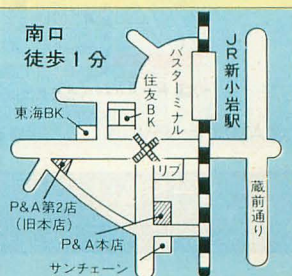 南口
徒歩1分
JR新小岩駅
バスターミナル
住友BK
東海BK
リブ
蔵前通り
P&A第2店
(旧本店)
P&A本店
サンチェーン